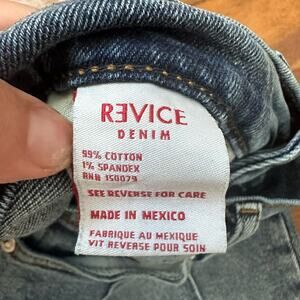 REVICE
DENIM
99% COTTON
1% SPANDEX
RN# 150079
SEE REVERSE FOR CARE
MADE IN MEXICO
FABRIQUE AU MEXIQUE
VIT REVERSE POUR SOIN